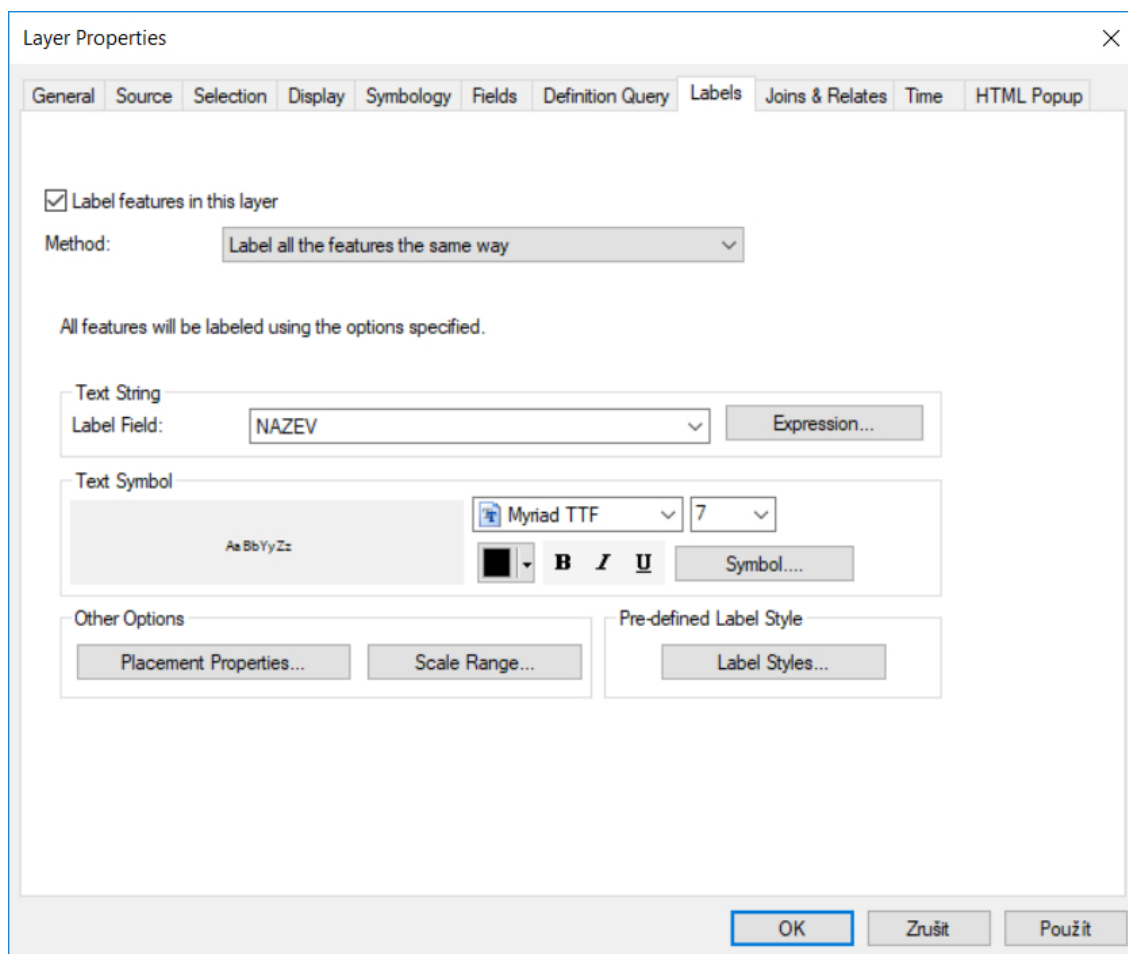 Layer Properties
General Source Selection Display Symbology Fields Definition Query Labels Joins & Relates Time HTML Popup
Label features in this layer
Method: Label all the features the same way
All features will be labeled using the options specified.
Text String
Label Field: NAZEV Expression...
Text Symbol
AaBbYyZz Myriad TTF 7
B I U Symbol....
Other Options Pre-defined Label Style
Placement Properties... Scale Range... Label Styles...
OK Zrušit Použít